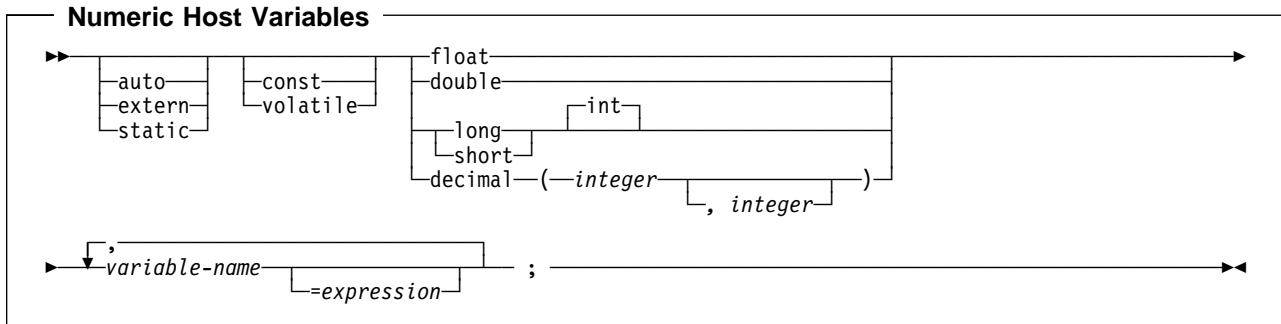 Numeric Host Variables
float
auto const double
extern volatile int
static long
short
decimal ( integer )
, integer
,
variable-name ;
=expression